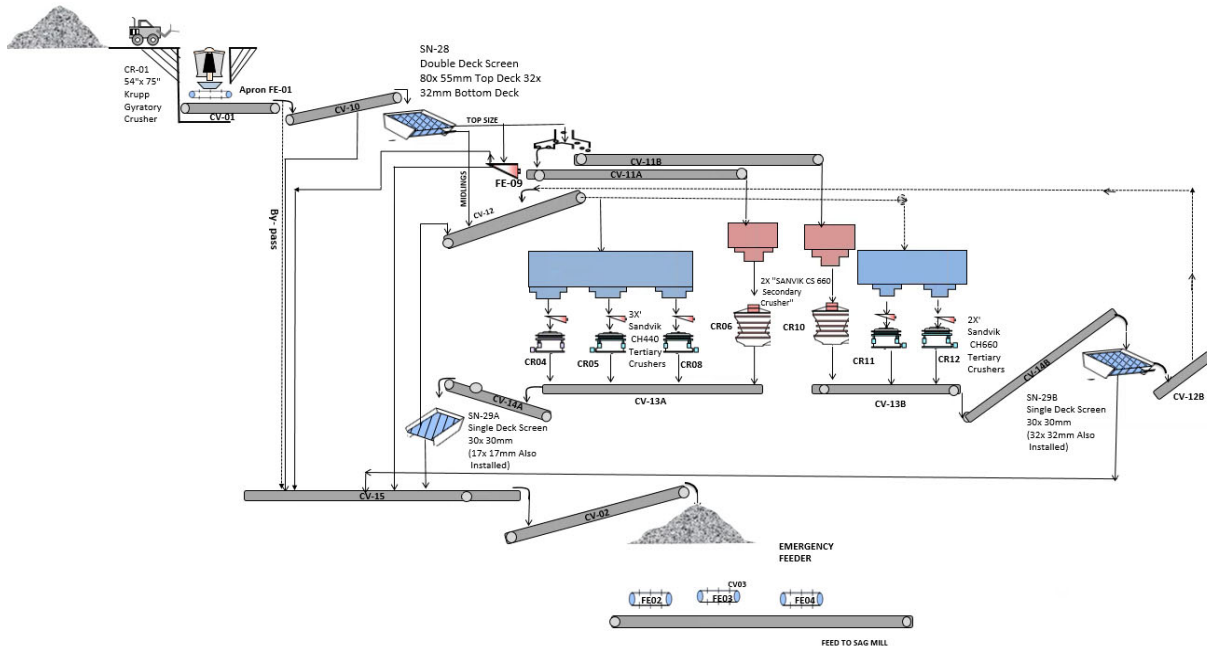 SN-28
Double Deck Screen
80x 55mm Top Deck 32x
32mm Bottom Deck
CR-01
54"x 75"
Krupp
Gyratory
Crusher
Apron FE-01
CV-01
CV-10
TOP SIZE
CV-11B
CV-11A
FE-09
MIDLINGS
CV-12
By- pass
2X "SANVIK CS 660
Secondary
Crusher"
CR06
CR10
3X'
Sandvik
CH440
Tertiary
Crushers
CR04
CR05
CR08
CR11
CR12
2X'
Sandvik
CH660
Tertiary
Crushers
CV-14B
CV-12B
CV-13A
CV-13B
CV-14A
SN-29A
Single Deck Screen
30x 30mm
(17x 17mm Also
Installed)
SN-29B
Single Deck Screen
30x 30mm
(32x 32mm Also
Installed)
CV-15
CV-02
EMERGENCY
FEEDER
CV03
FE02
FE03
FE04
FEED TO SAG MILL